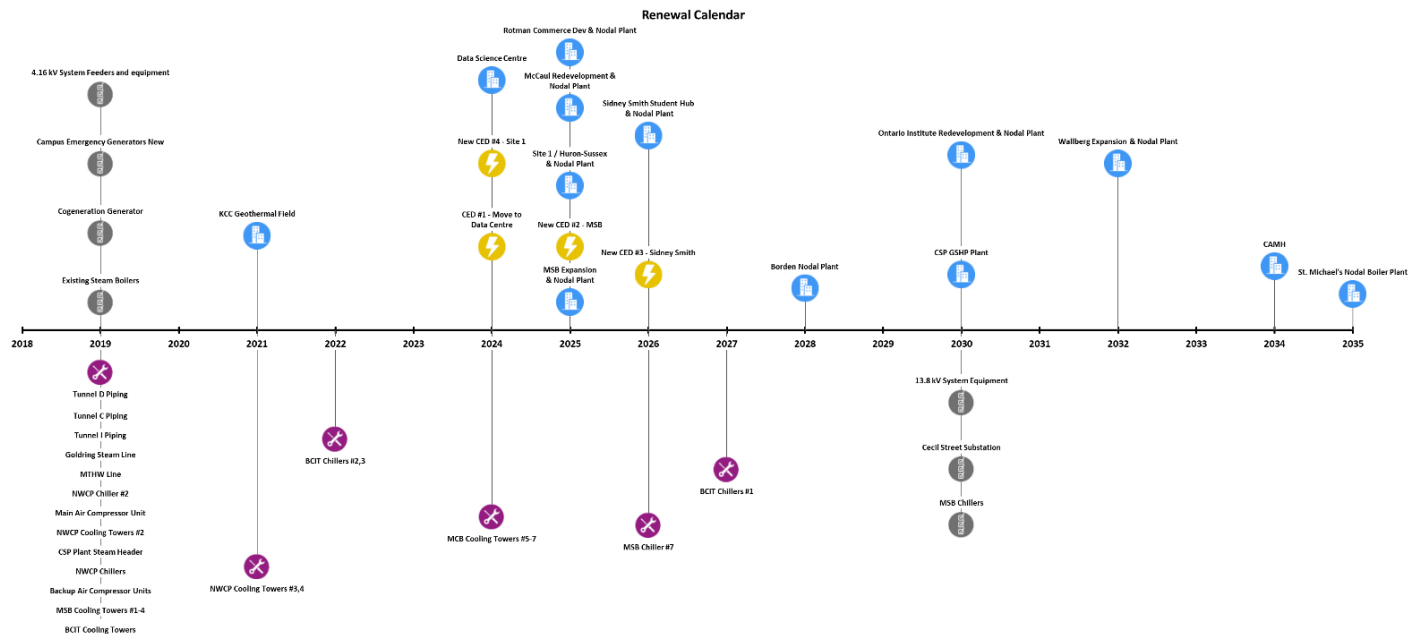 Renewal Calendar
Rotman Commerce Dev & Nodal Plant
Data Science Centre
4.16 kV System Feeders and equipment
McCaul Redevelopment &
Nodal Plant
Sidney Smith Student Hub
& Nodal Plant
Ontario Institute Redevelopment & Nodal Plant
Campus Emergency Generators New
New CED #4 - Site 1
Wallberg Expansion & Nodal Plant
Site 1 / Huron-Sussex
& Nodal Plant
Cogeneration Generator
KCC Geothermal Field
CED #1 - Move to
Data Centre
New CED #2 - MSB
CAMH
New CED #3 - Sidney Smith
CSP GSHP Plant
Borden Nodal Plant
MSB Expansion
& Nodal Plant
St. Michael's Nodal Boiler Plant
Existing Steam Boilers
2018 2019 2020 2021 2022 2023 2024 2025 2026 2027 2028 2029 2030 2031 2032 2033 2034 2035
13.8 kV System Equipment
Tunnel D Piping
Tunnel C Piping
Tunnel I Piping
Cecil Street Substation
Goldring Steam Line
BCIT Chillers #2,3
MTHW Line
NWCP Chiller #2
BCIT Chillers #1
MSB Chillers
Main Air Compressor Unit
NWCP Cooling Towers #2
MCB Cooling Towers #5-7
MSB Chiller #7
CSP Plant Steam Header
NWCP Chillers
Backup Air Compressor Units
NWCP Cooling Towers #3,4
MSB Cooling Towers #1-4
BCIT Cooling Towers